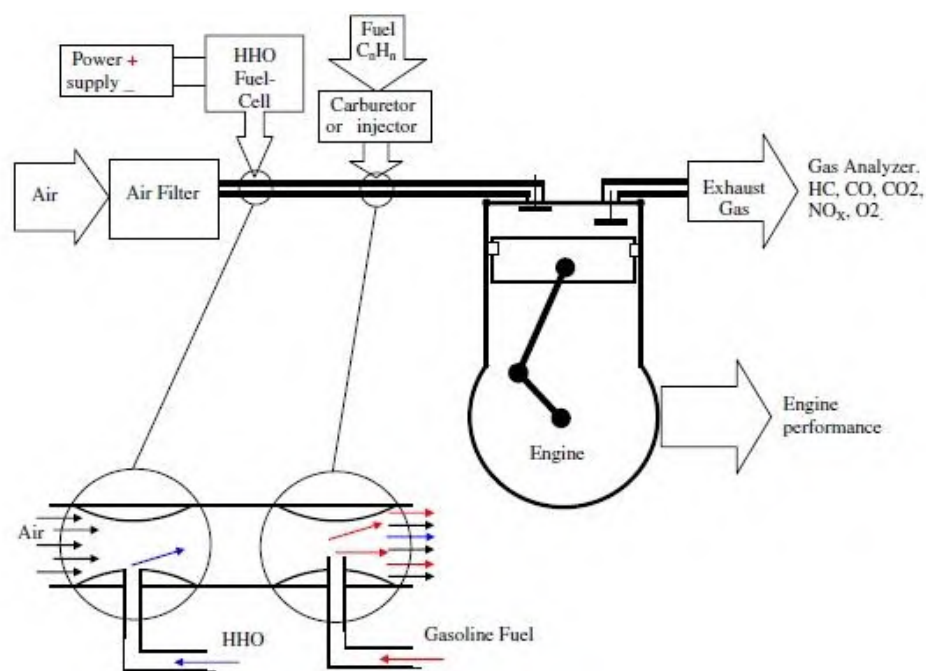 Power +
supply _
HHO
Fuel-
Cell
Fuel
CnHn
Carburetor
or injector
Air
Air Filter
Exhaust
Gas
Gas Analyzer.
HC, CO, CO2,
NOx, O2.
Engine
Engine
performance
Air
HHO
Gasoline Fuel